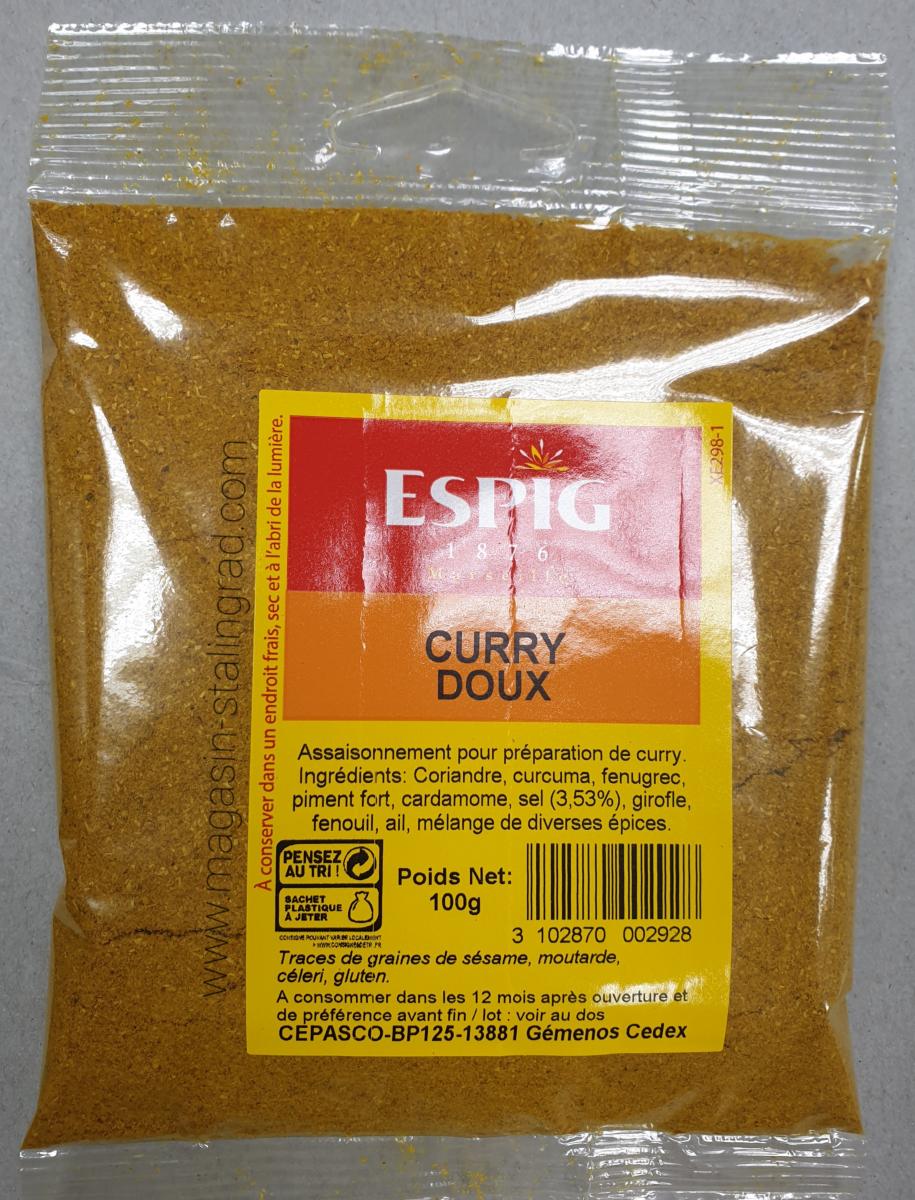 ESPIG
1876
Marseille
CURRY
DOUX
Assaisonnement pour préparation de curry.
Ingrédients: Coriandre, curcuma, fenugrec,
piment fort, cardamome, sel (3,53%), girofle,
fenouil, ail, mélange de diverses épices.
PENSEZ
AU TRI !
SACHET
PLASTIQUE
À JETER
CONSIGNE POUVANT VARIER LOCALEMENT
Poids Net:
100g
3 102870 002928
Traces de graines de sésame, moutarde,
céleri, gluten.
A consommer dans les 12 mois après ouverture et
de préférence avant fin / lot : voir au dos
CEPASCO-BP125-13881 Gémenos Cedex
À conserver dans un endroit frais, sec et à l'abri de la lumière.
XE298-1
www.magasin-stalingrad.com